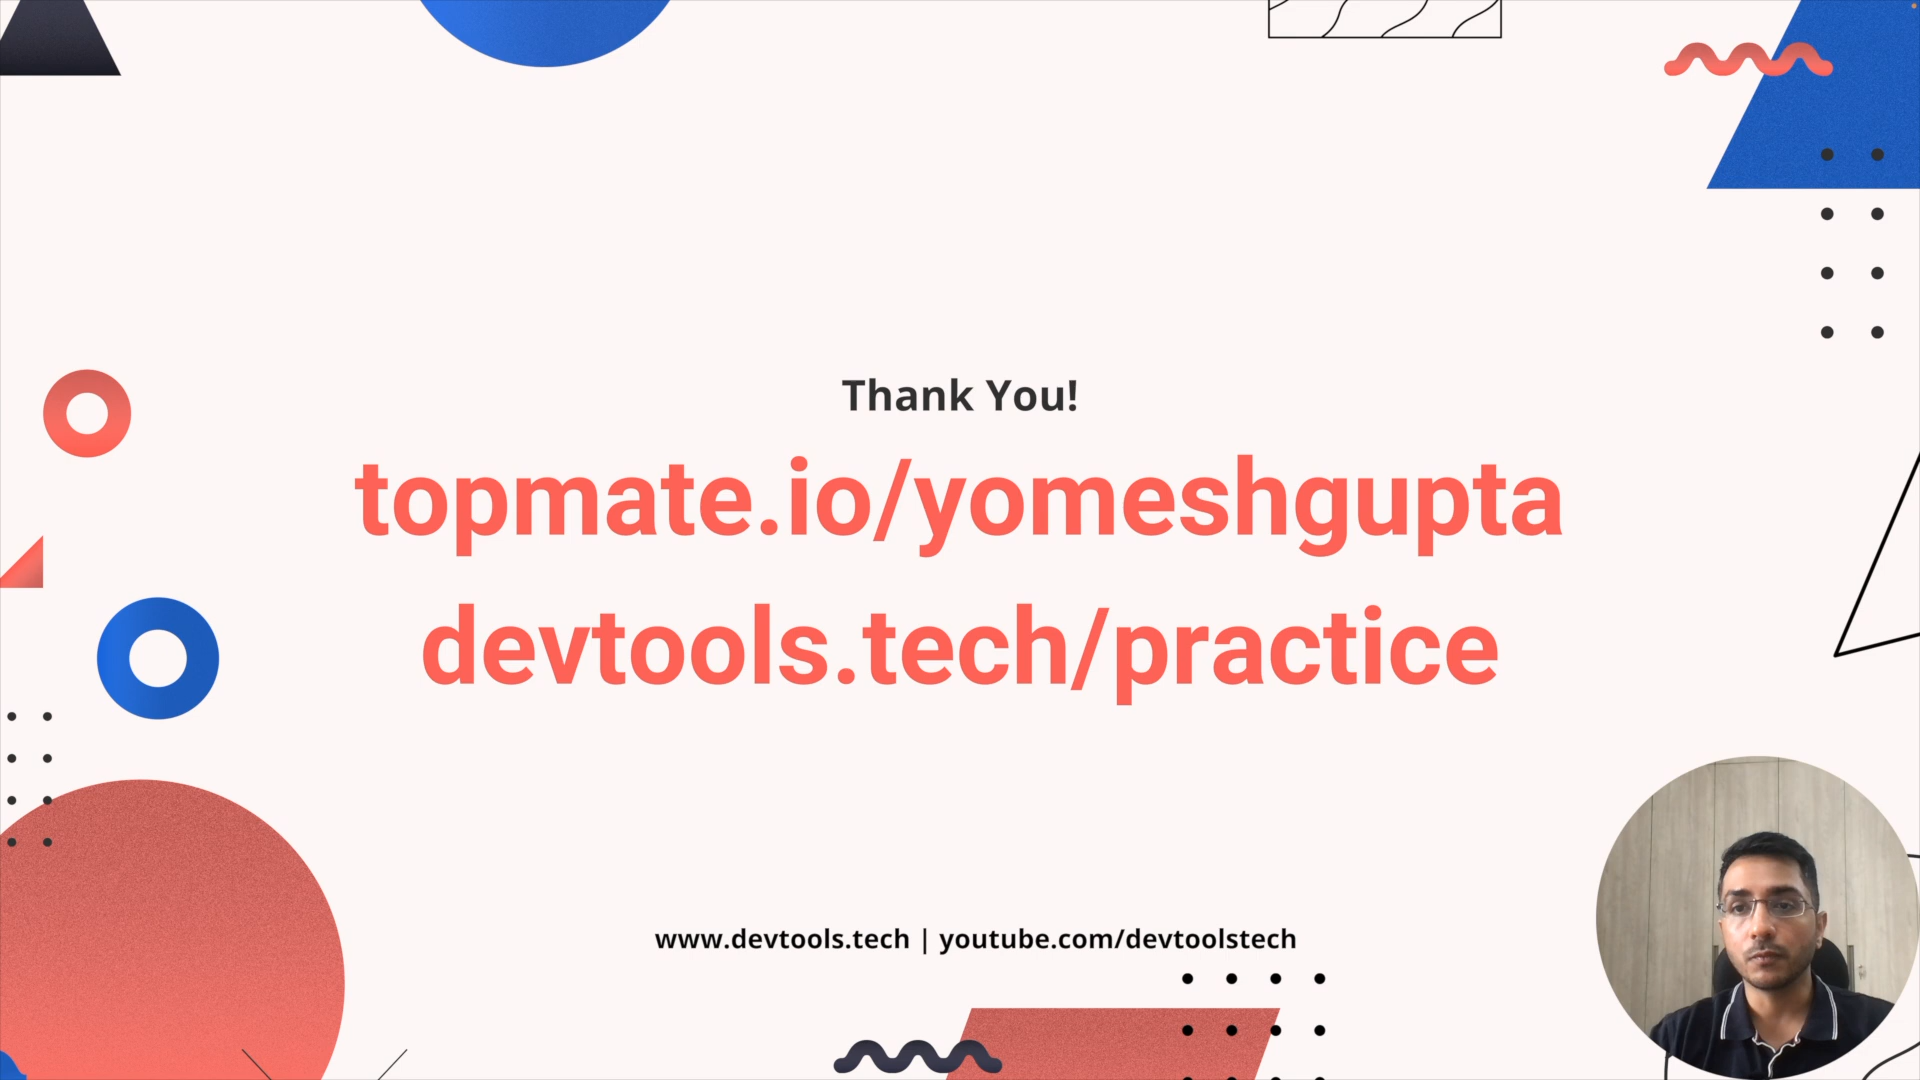 Thank You!
topmate.io/yomeshgupta
devtools.tech/practice
www.devtools.tech | youtube.com/devtoolstech